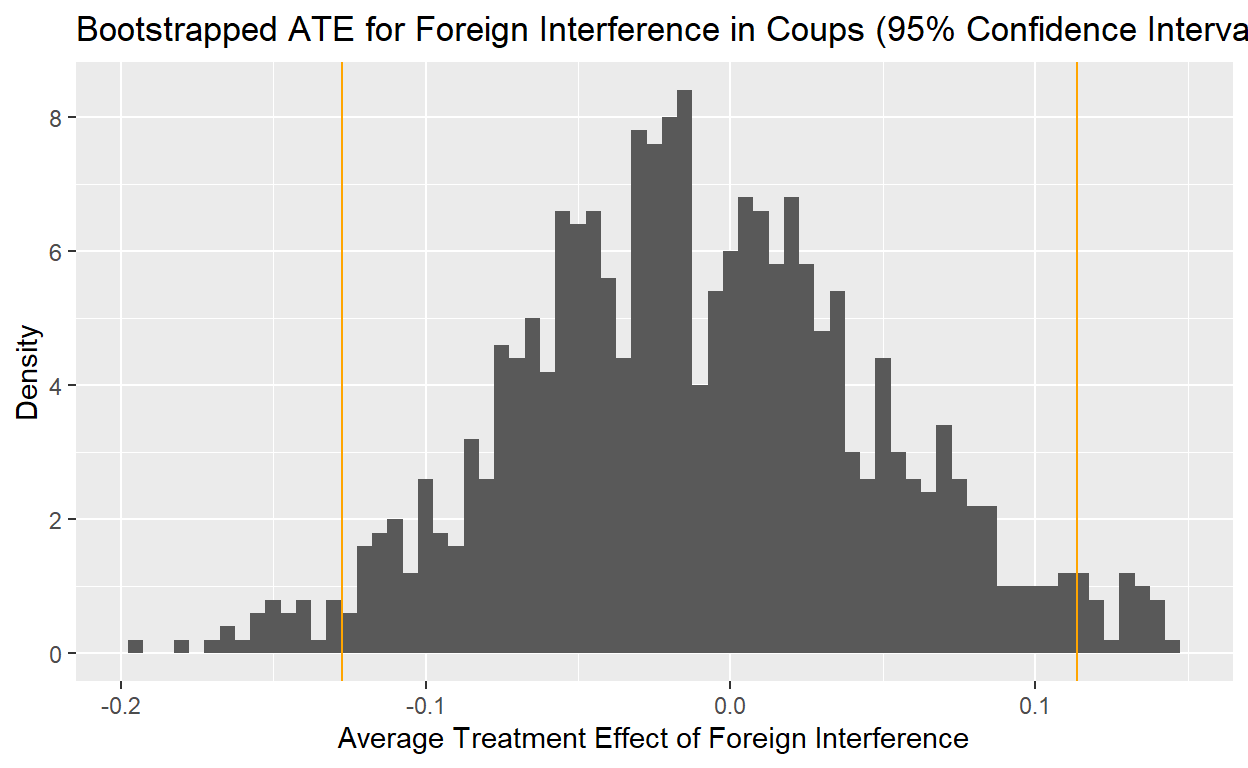 Bootstrapped ATE for Foreign Interference in Coups (95% Confidence Interva
8
6
4
2
0
Density
-0.2 -0.1 0.0 0.1
Average Treatment Effect of Foreign Interference